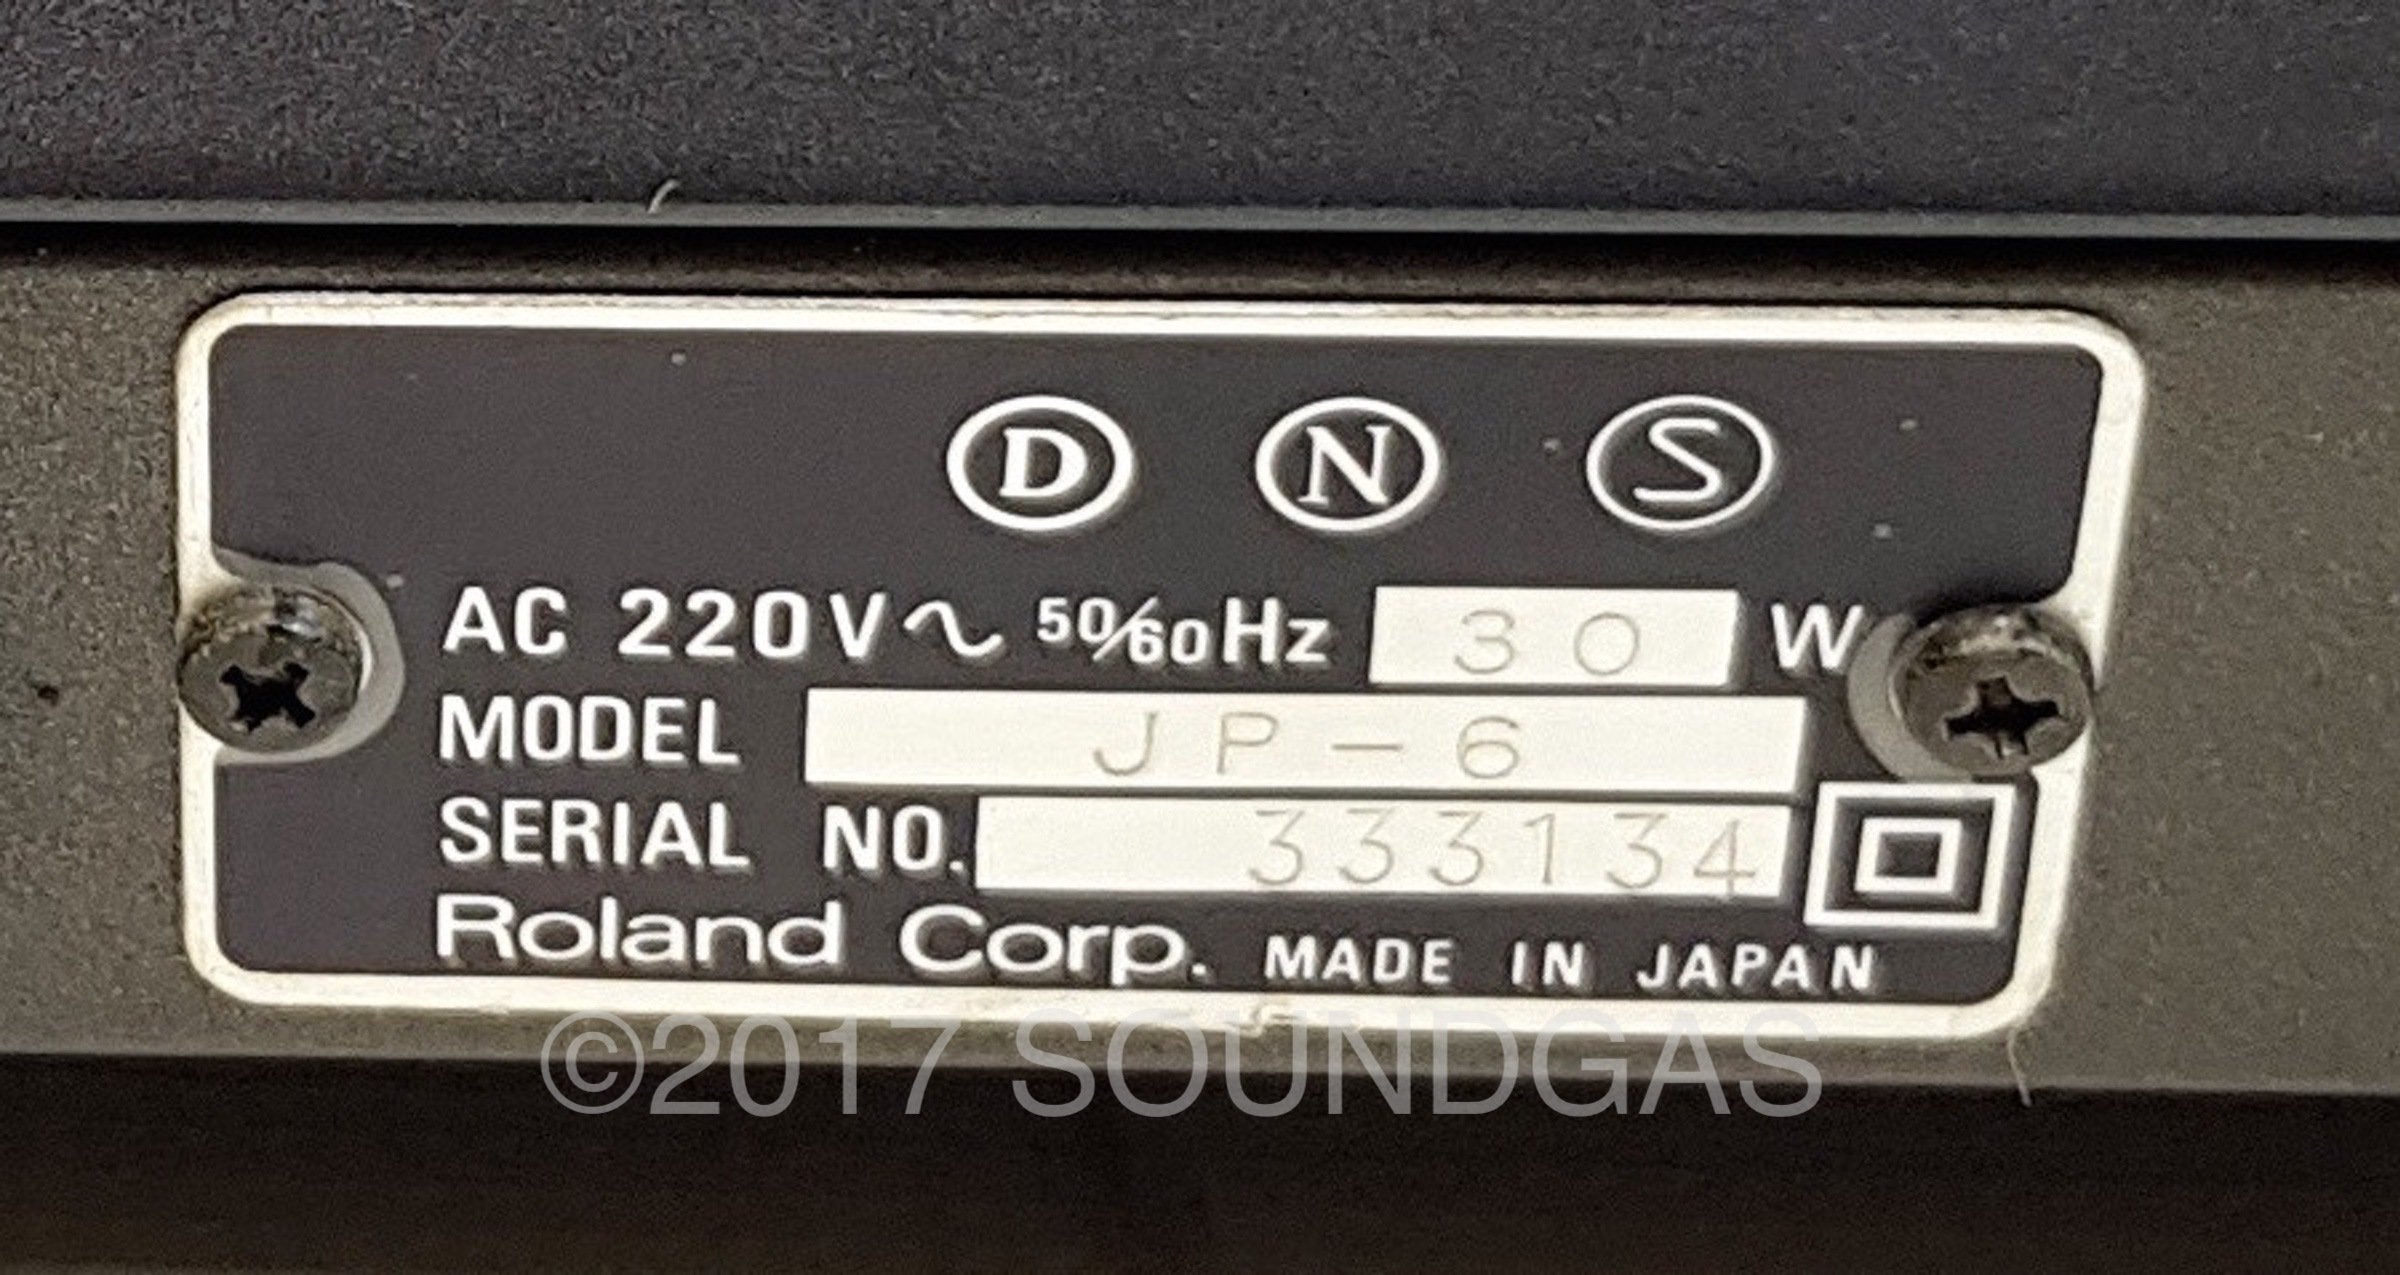 D N S
AC 220V~ 50/60Hz 30 W
MODEL JP-6
SERIAL NO. 333134
Roland Corp. MADE IN JAPAN
©2017 SOUNDGAS